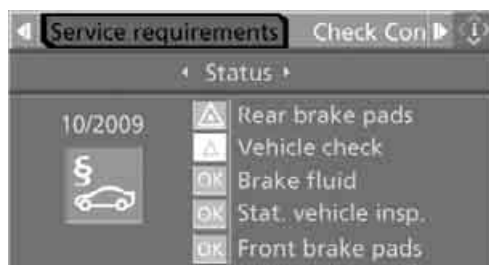 Service requirements Check Con
Status
10/2009
Rear brake pads
Vehicle check
§
OK Brake fluid
OK Stat. vehicle insp.
OK Front brake pads